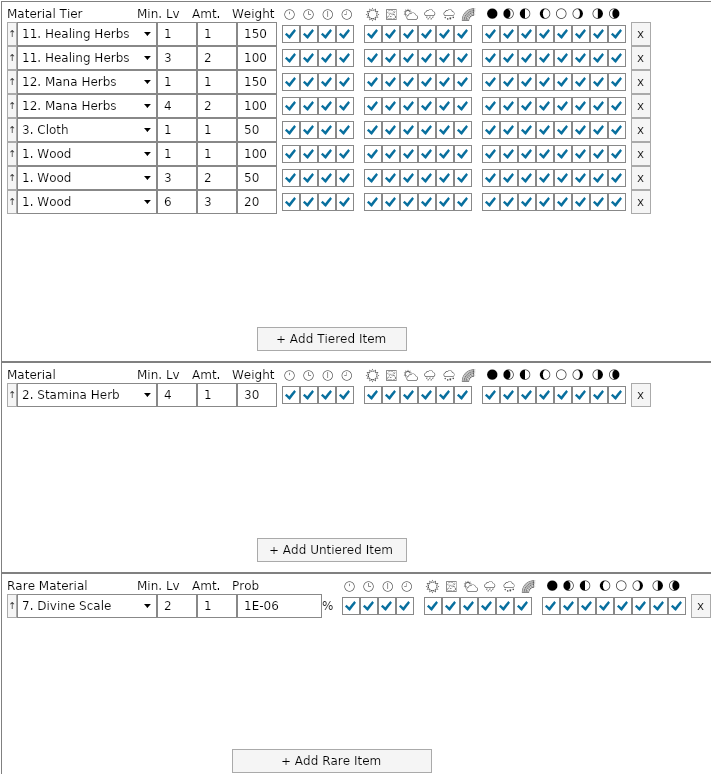 Material Tier Min. Lv Amt. Weight
↑ 11. Healing Herbs 1 1 150 x
↑ 11. Healing Herbs 3 2 100 x
↑ 12. Mana Herbs 1 1 150 x
↑ 12. Mana Herbs 4 2 100 x
↑ 3. Cloth 1 1 50 x
↑ 1. Wood 1 1 100 x
↑ 1. Wood 3 2 50 x
↑ 1. Wood 6 3 20 x
+ Add Tiered Item
Material Min. Lv Amt. Weight
↑ 2. Stamina Herb 4 1 30 x
+ Add Untiered Item
Rare Material Min. Lv Amt. Prob
↑ 7. Divine Scale 2 1 1E-06 % x
+ Add Rare Item